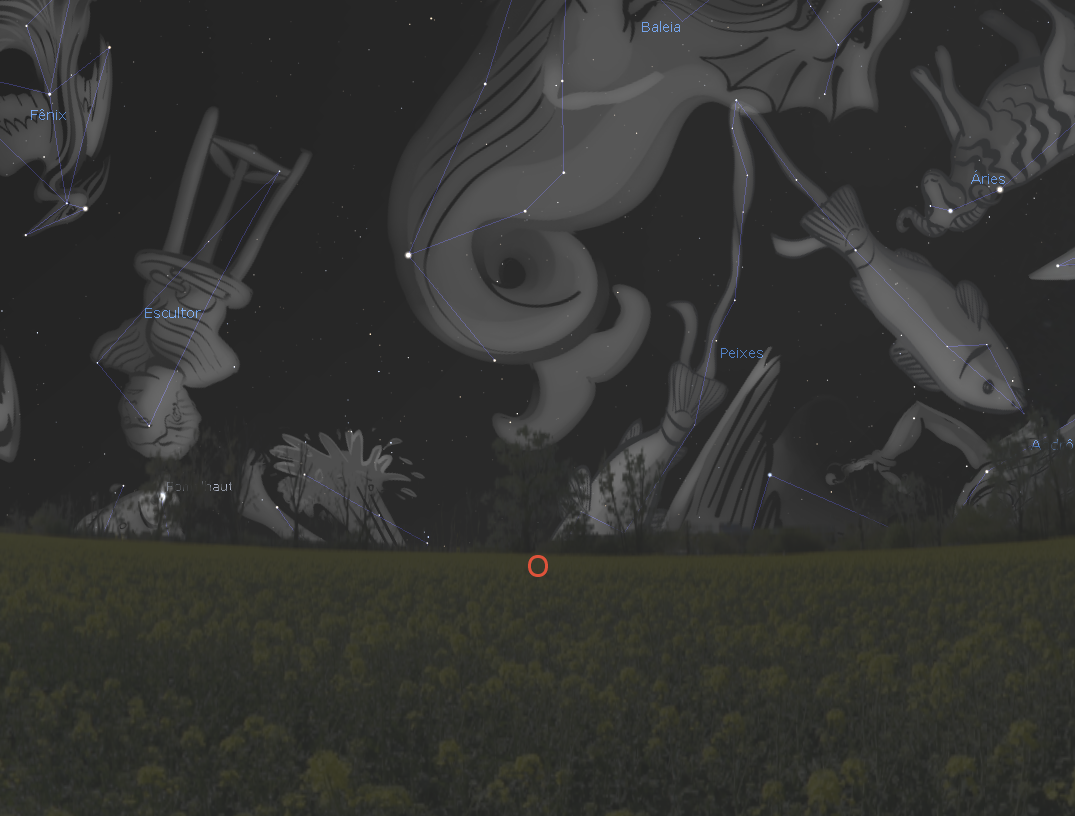 Baleia
Fênix
Áries
Escultor
Peixes
O